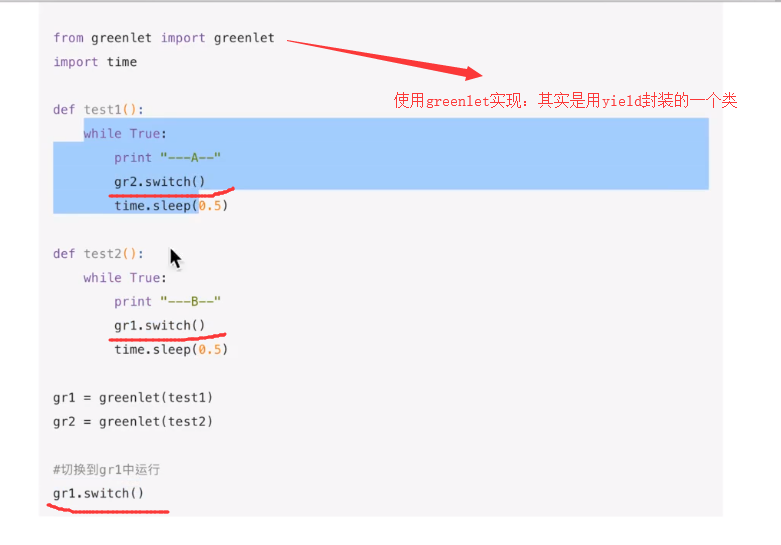 from greenlet import greenlet
import time
使用greenlet实现：其实是用yield封装的一个类
def test1():
    while True:
        print "---A--"
        gr2.switch()
        time.sleep(0.5)
def test2():
    while True:
        print "---B--"
        gr1.switch()
        time.sleep(0.5)
gr1 = greenlet(test1)
gr2 = greenlet(test2)
#切换到gr1中运行
gr1.switch()